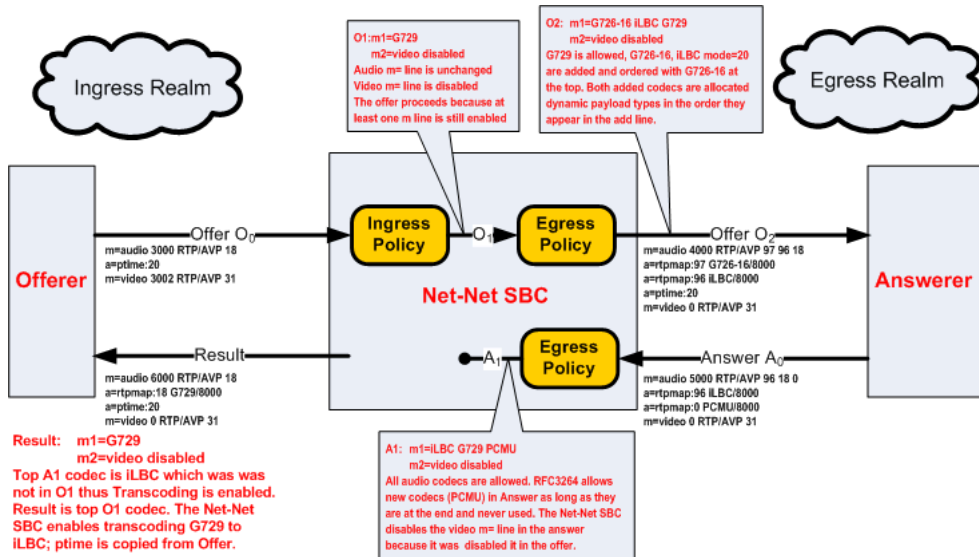 Ingress Realm
O1:m1=G729
m2=video disabled
Audio m= line is unchanged
Video m= line is disabled
The offer proceeds because at
least one m line is still enabled
O2: m1=G726-16 iLBC G729
m2=video disabled
G729 is allowed, G726-16, iLBC mode=20
are added and ordered with G726-16 at
the top. Both added codecs are allocated
dynamic payload types in the order they
appear in the add line.
Egress Realm
Offerer
Offer O0
m=audio 3000 RTP/AVP 18
a=ptime:20
m=video 3002 RTP/AVP 31
Ingress
Policy
O1
Egress
Policy
Net-Net SBC
Offer O2
m=audio 4000 RTP/AVP 97 96 18
a=rtpmap:97 G726-16/8000
a=rtpmap:96 iLBC/8000
a=ptime:20
m=video 0 RTP/AVP 31
Answerer
Result
m=audio 6000 RTP/AVP 18
a=rtpmap:18 G729/8000
a=ptime:20
m=video 0 RTP/AVP 31
A1
Egress
Policy
Answer A0
m=audio 5000 RTP/AVP 96 18 0
a=rtpmap:96 iLBC/8000
a=rtpmap:0 PCMU/8000
m=video 0 RTP/AVP 31
Result: m1=G729
m2=video disabled
Top A1 codec is iLBC which was was
not in O1 thus Transcoding is enabled.
Result is top O1 codec. The Net-Net
SBC enables transcoding G729 to
iLBC; ptime is copied from Offer.
A1: m1=iLBC G729 PCMU
m2=video disabled
All audio codecs are allowed. RFC3264 allows
new codecs (PCMU) in Answer as long as they
are at the end and never used. The Net-Net SBC
disables the video m= line in the answer
because it was disabled it in the offer.